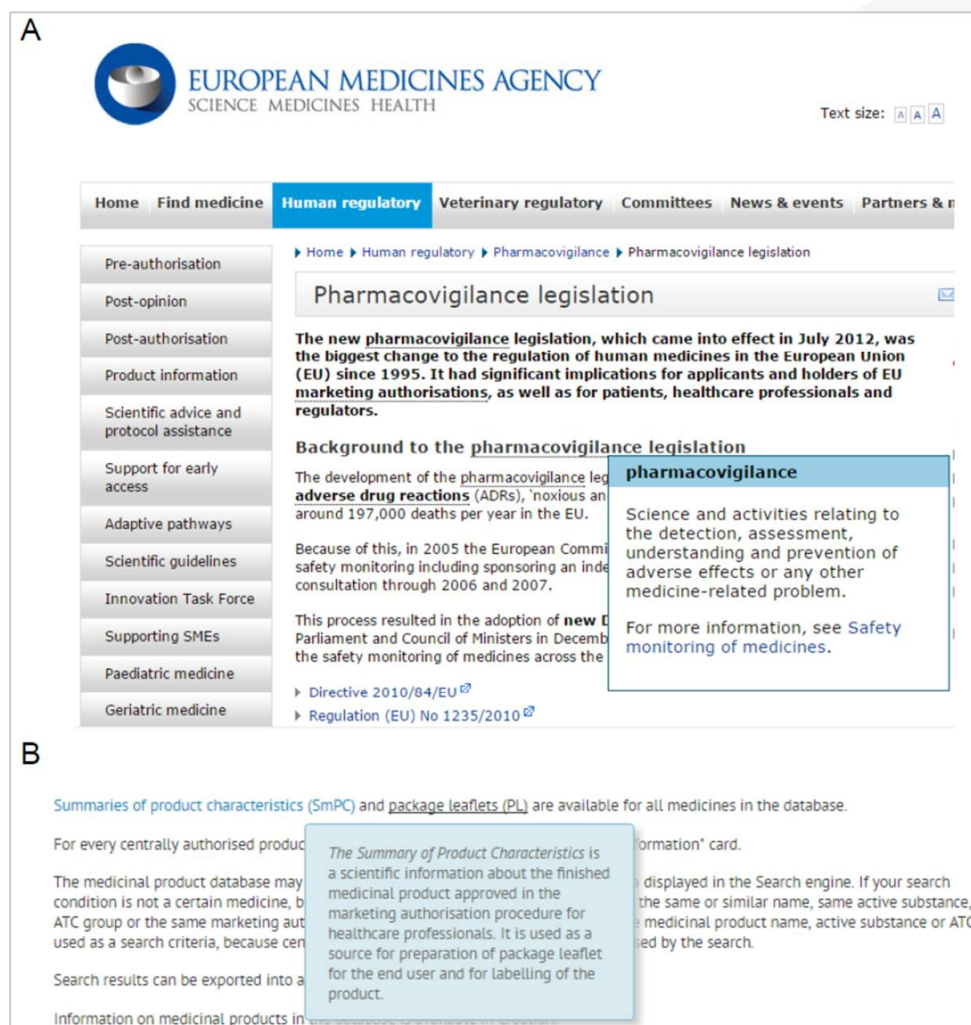 A
EUROPEAN MEDICINES AGENCY
SCIENCE MEDICINES HEALTH
Text size: A A A
Home Find medicine Human regulatory Veterinary regulatory Committees News & events Partners &
Pre-authorisation
Post-opinion
Post-authorisation
Product information
Scientific advice and
protocol assistance
Support for early
access
Adaptive pathways
Scientific guidelines
Innovation Task Force
Supporting SMEs
Paediatric medicine
Geriatric medicine
Home Human regulatory Pharmacovigilance Pharmacovigilance legislation
Pharmacovigilance legislation
The new pharmacovigilance legislation, which came into effect in July 2012, was
the biggest change to the regulation of human medicines in the European Union
(EU) since 1995. It had significant implications for applicants and holders of EU
marketing authorisations, as well as for patients, healthcare professionals and
regulators.
Background to the pharmacovigilance legislation
The development of the pharmacovigilance leg
adverse drug reactions (ADRs), 'noxious an
around 197,000 deaths per year in the EU.
Because of this, in 2005 the European Commi
safety monitoring including sponsoring an inde
consultation through 2006 and 2007.
This process resulted in the adoption of new D
Parliament and Council of Ministers in Decemb
the safety monitoring of medicines across the
Directive 2010/84/EU
Regulation (EU) No 1235/2010
pharmacovigilance
Science and activities relating to
the detection, assessment,
understanding and prevention of
adverse effects or any other
medicine-related problem.
For more information, see Safety
monitoring of medicines.
B
Summaries of product characteristics (SmPC) and package leaflets (PL) are available for all medicines in the database.
For every centrally authorised produc ormation" card.
The medicinal product database may displayed in the Search engine. If your search
condition is not a certain medicine, b the same or similar name, same active substance,
ATC group or the same marketing aut medicinal product name, active substance or ATC
used as a search criteria, because cen sed by the search.
Search results can be exported into a
Information on medicinal products in
The Summary of Product Characteristics is
a scientific information about the finished
medicinal product approved in the
marketing authorisation procedure for
healthcare professionals. It is used as a
source for preparation of package leaflet
for the end user and for labelling of the
product.